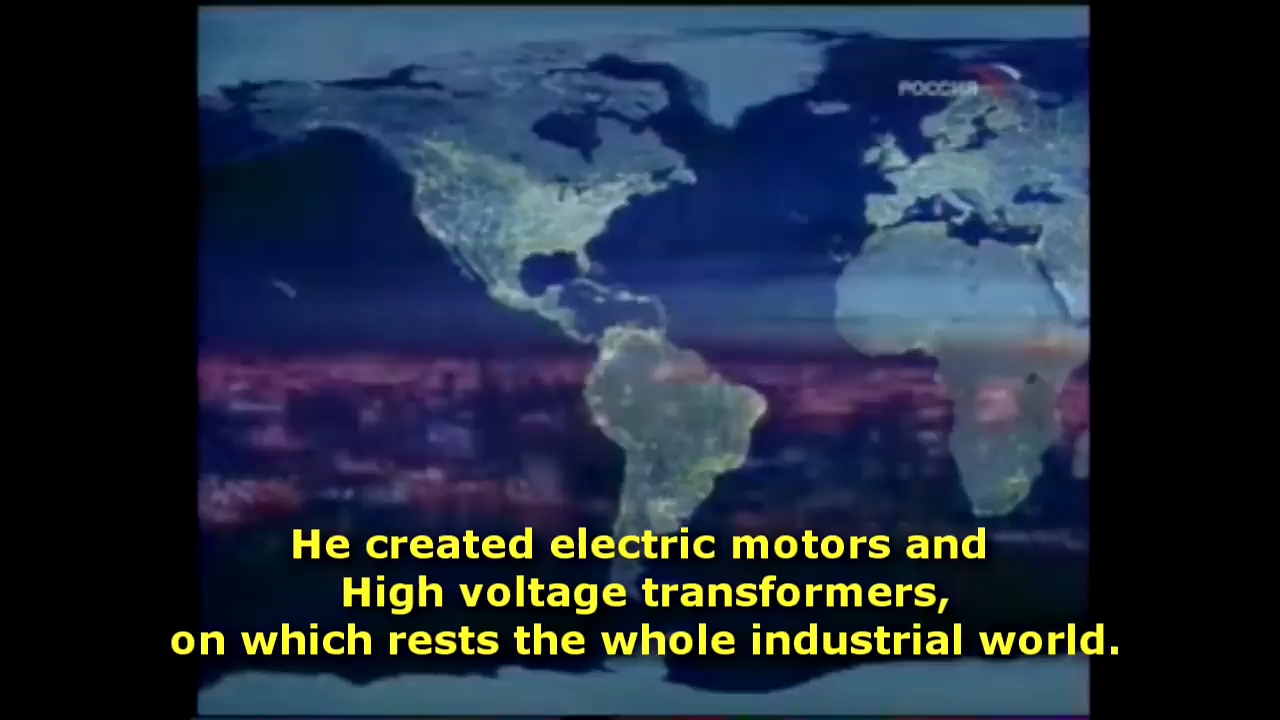 РОССИЯ
He created electric motors and
High voltage transformers,
on which rests the whole industrial world.